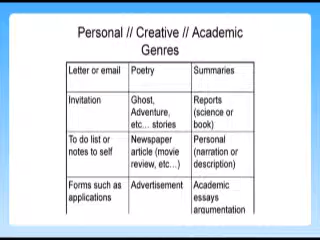 Personal // Creative // Academic
Genres
Letter or email Poetry Summaries
Invitation Ghost, Reports
Adventure, (science or
etc... stories book)
To do list or Newspaper Personal
notes to self article (movie (narration or
review, etc…) description)
Forms such as Advertisement Academic
applications essays
argumentation